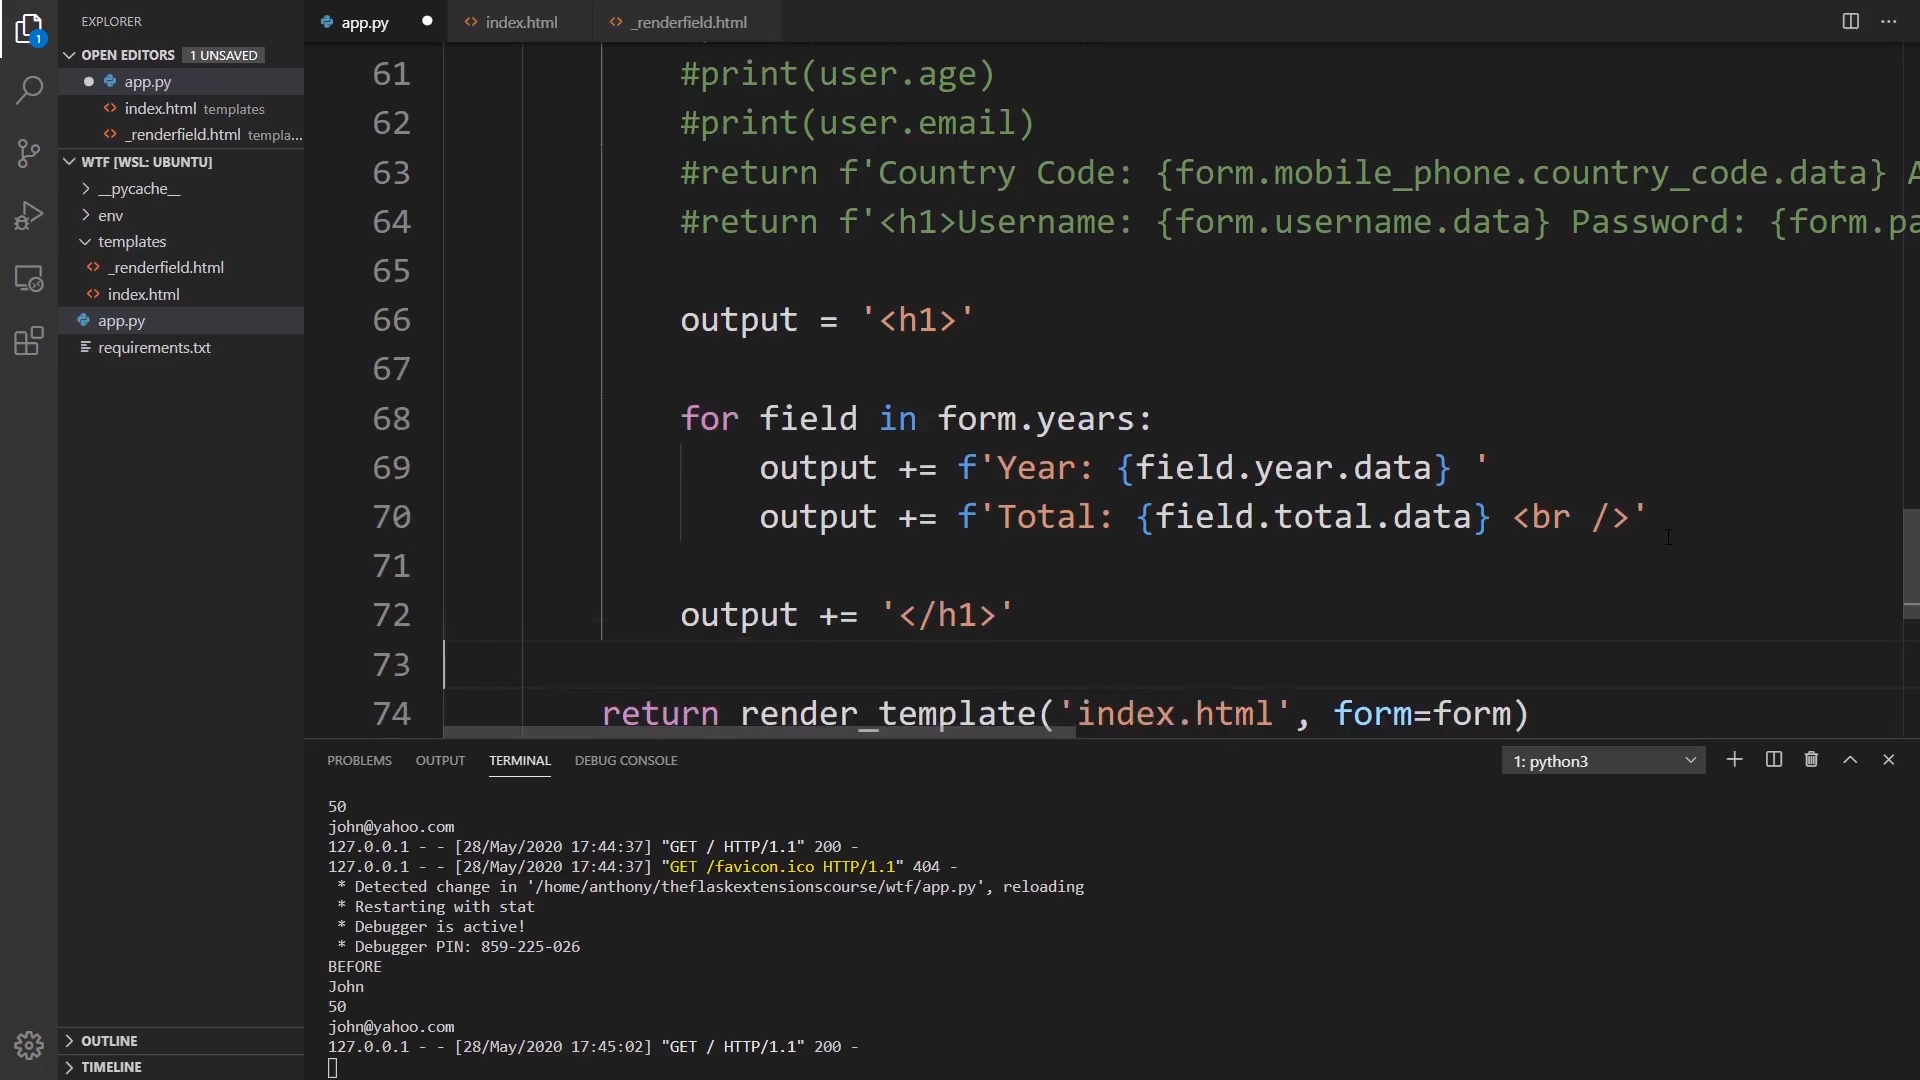 EXPLORER
OPEN EDITORS 1 UNSAVED
app.py
index.html templates
_renderfield.html templa...
WTF [WSL: UBUNTU]
__pycache__
env
templates
_renderfield.html
index.html
app.py
requirements.txt
OUTLINE
TIMELINE
1
app.py index.html _renderfield.html
61 #print(user.age)
62 #print(user.email)
63 #return f'Country Code: {form.mobile_phone.country_code.data} A
64 #return f'<h1>Username: {form.username.data} Password: {form.pa
65
66 output = '<h1>'
67
68 for field in form.years:
69 output += f'Year: {field.year.data} '
70 output += f'Total: {field.total.data} <br />'
71
72 output += '</h1>'
73
74 return render_template('index.html', form=form)
PROBLEMS OUTPUT TERMINAL DEBUG CONSOLE 1: python3
50
john@yahoo.com
127.0.0.1 - - [28/May/2020 17:44:37] "GET / HTTP/1.1" 200 -
127.0.0.1 - - [28/May/2020 17:44:37] "GET /favicon.ico HTTP/1.1" 404 -
* Detected change in '/home/anthony/theflaskextensionscourse/wtf/app.py', reloading
* Restarting with stat
* Debugger is active!
* Debugger PIN: 859-225-026
BEFORE
John
50
john@yahoo.com
127.0.0.1 - - [28/May/2020 17:45:02] "GET / HTTP/1.1" 200 -